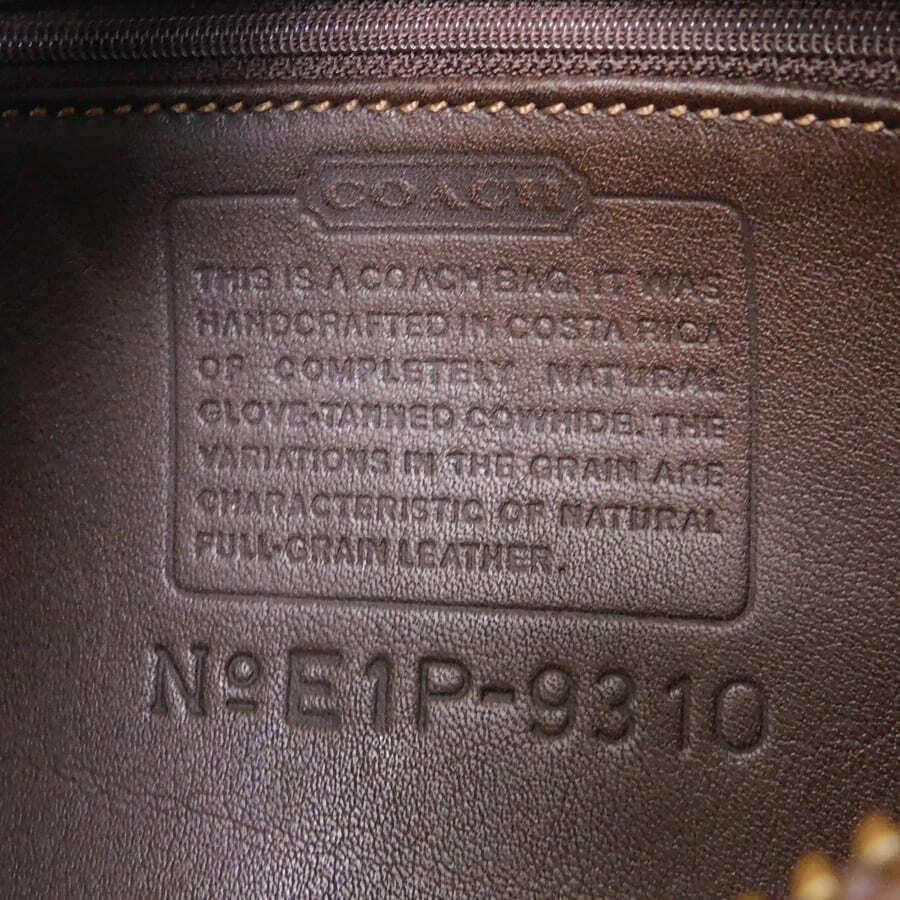 COACH
THIS IS A COACH BAG. IT WAS
HANDCRAFTED IN COSTA RICA
OF COMPLETELY NATURAL
GLOVE-TANNED COWHIDE. THE
VARIATIONS IN THE GRAIN ARE
CHARACTERISTIC OF NATURAL
FULL-GRAIN LEATHER.
Nº E1P-9310